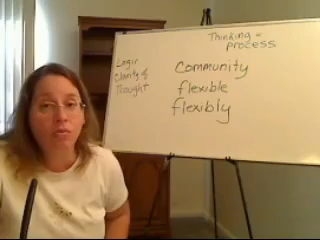 Thinking =
process
Logic
Clarity of
Thought
Community
flexible
flexibly